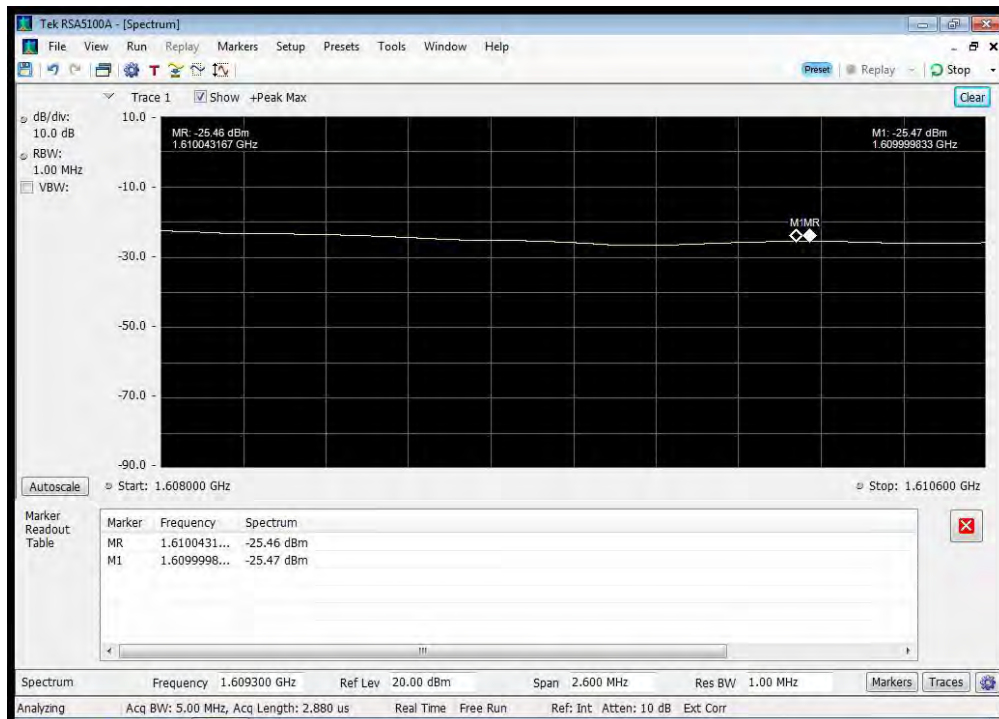 Tek RSA5100A - [Spectrum]
File View Run Replay Markers Setup Presets Tools Window Help
Preset Replay Stop
Trace 1 Show +Peak Max Clear
dB/div:
10.0 dB
RBW:
1.00 MHz
VBW:
10.0
-10.0
-30.0
-50.0
-70.0
-90.0
MR: -25.46 dBm
1.610043167 GHz
M1: -25.47 dBm
1.609999833 GHz
M1MR
Autoscale Start: 1.608000 GHz Stop: 1.610600 GHz
Marker
Readout
Table
Marker Frequency Spectrum
MR 1.6100431... -25.46 dBm
M1 1.6099998... -25.47 dBm
Spectrum Frequency 1.609300 GHz Ref Lev 20.00 dBm Span 2.600 MHz Res BW 1.00 MHz Markers Traces
Analyzing Acq BW: 5.00 MHz, Acq Length: 2.880 us Real Time Free Run Ref: Int Atten: 10 dB Ext Corr